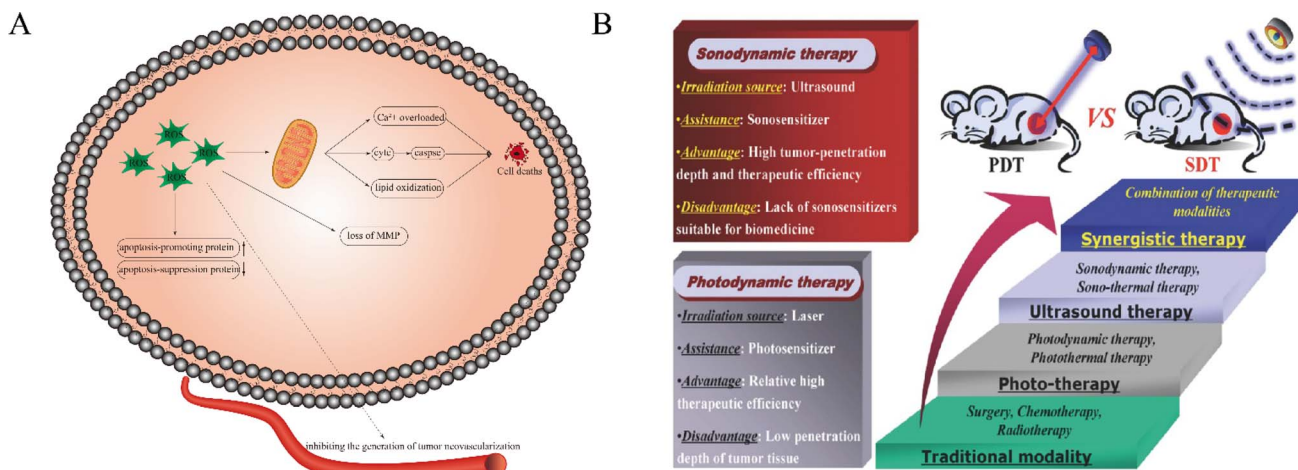 A
ROS
ROS
ROS
ROS
Ca²⁺ overloaded
cytc
caspse
lipid oxidization
Cell deaths
loss of MMP
apoptosis-promoting protein
apoptosis-suppression protein
inhibiting the generation of tumor neovascularization
B
Sonodynamic therapy
•Irradiation source: Ultrasound
•Assistance: Sonosensitizer
•Advantage: High tumor-penetration
depth and therapeutic efficiency
•Disadvantage: Lack of sonosensitizers
suitable for biomedicine
Photodynamic therapy
•Irradiation source: Laser
•Assistance: Photosensitizer
•Advantage: Relative high
therapeutic efficiency
•Disadvantage: Low penetration
depth of tumor tissue
PDT
VS
SDT
Combination of therapeutic
modalities
Synergistic therapy
Sonodynamic therapy,
Sono-thermal therapy
Ultrasound therapy
Photodynamic therapy,
Photothermal therapy
Photo-therapy
Surgery, Chemotherapy,
Radiotherapy
Traditional modality